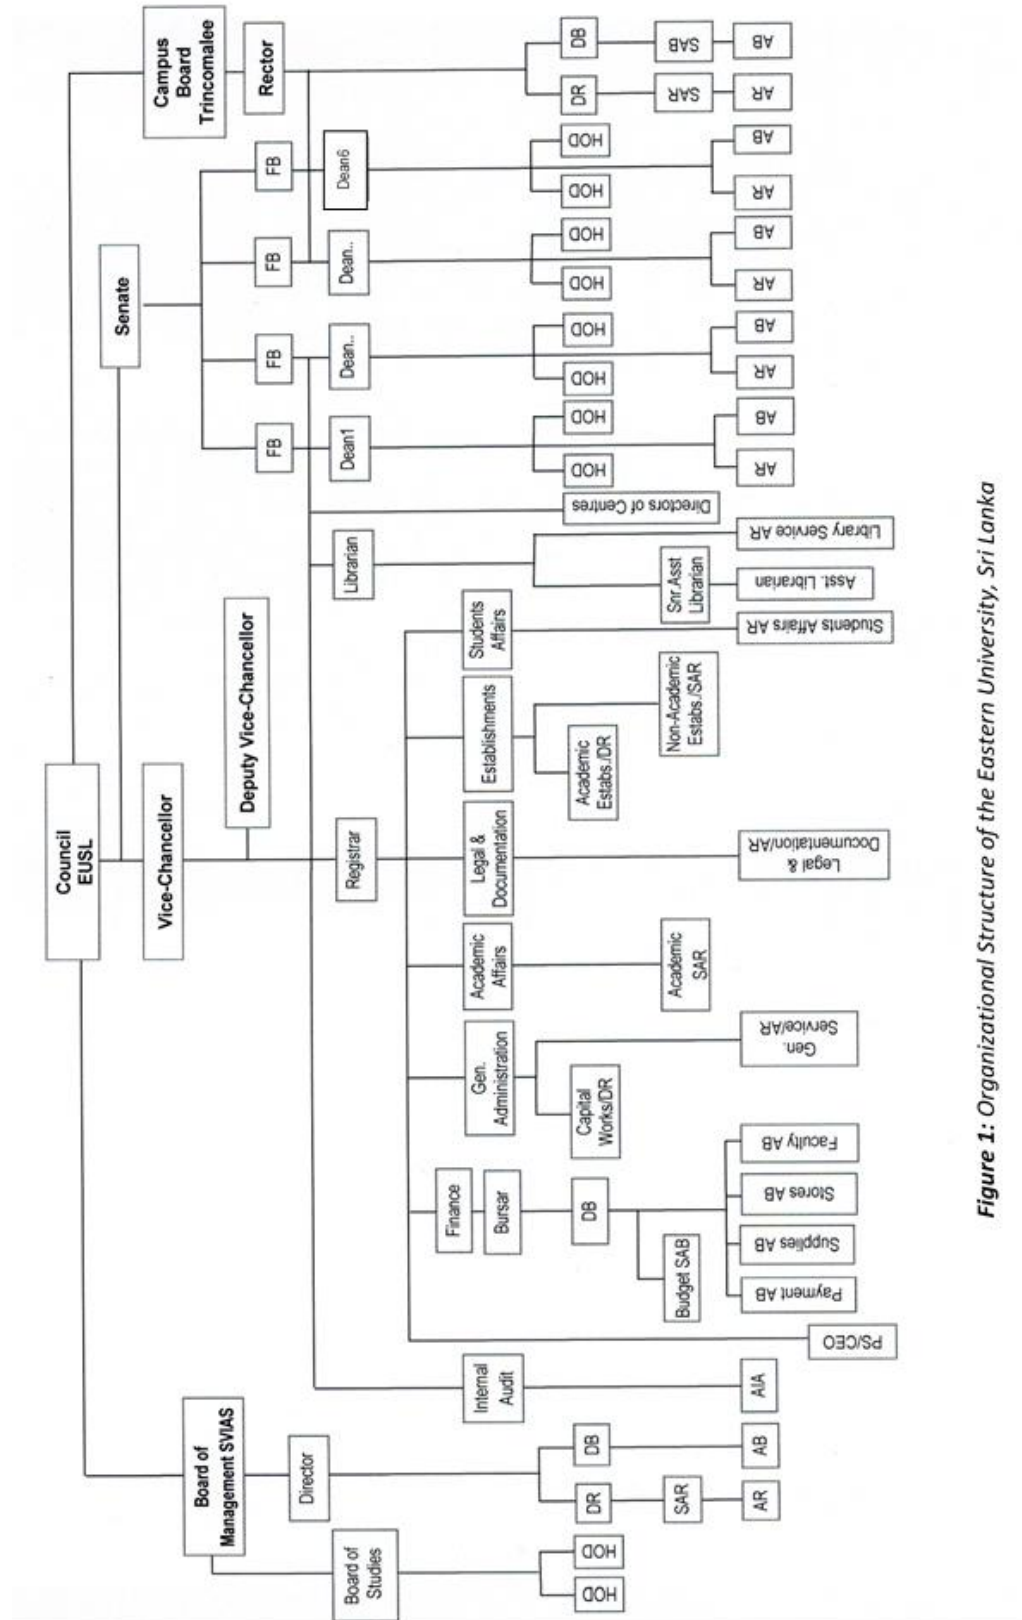 Council
EUSL
Senate
Vice-Chancellor
Campus
Board
Trincomalee
Board of
Management SVIAS
Deputy Vice-Chancellor
FB
FB
FB
FB
Rector
Director
Board of
Studies
Registrar
Librarian
Dean1
Dean..
Dean..
Dean6
Internal
Audit
Finance
Bursar
Gen.
Administration
Academic
Affairs
Legal &
Documentation
Establishments
Students
Affairs
HOD
HOD
DR
DB
DB
Capital
Works/DR
Academic
Estabs./DR
Directors of Centres
HOD
HOD
HOD
HOD
HOD
HOD
HOD
HOD
DR
DB
SAR
Budget SAB
Academic
SAR
Non-Academic
Estabs./SAR
Snr.Asst
Librarian
SAR
SAB
AR
AB
AIA
PS/CEO
Payment AB
Supplies AB
Stores AB
Faculty AB
Gen.
Service/AR
Legal &
Documentation/AR
Students Affairs AR
Asst. Librarian
Library Service AR
AR
AB
AR
AB
AR
AB
AR
AB
AR
AB
Figure 1: Organizational Structure of the Eastern University, Sri Lanka